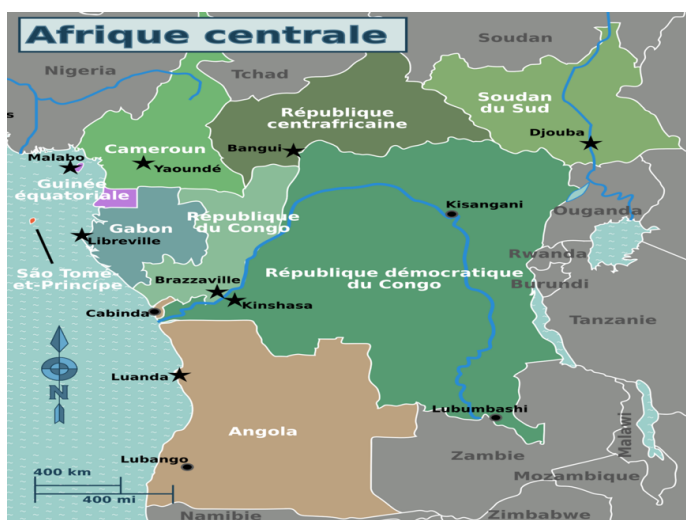 Afrique centrale
Soudan
Nigeria
Tchad
République
centrafricaine
Soudan
du Sud
Djouba
s
Malabo
Cameroun
Yaoundé
Bangui
Guinée
équatoriale
Kisangani
Ouganda
Gabon
Libreville
République
du Congo
Rwanda
Burundi
São Tomé-
et-Príncipe
Brazzaville
République démocratique
du Congo
Kinshasa
Cabinda
Tanzanie
N
Luanda
Lubumbashi
Angola
Malawi
Lubango
Zambie
400 km
400 mi
Mozambique
Namibie
Zimbabwe